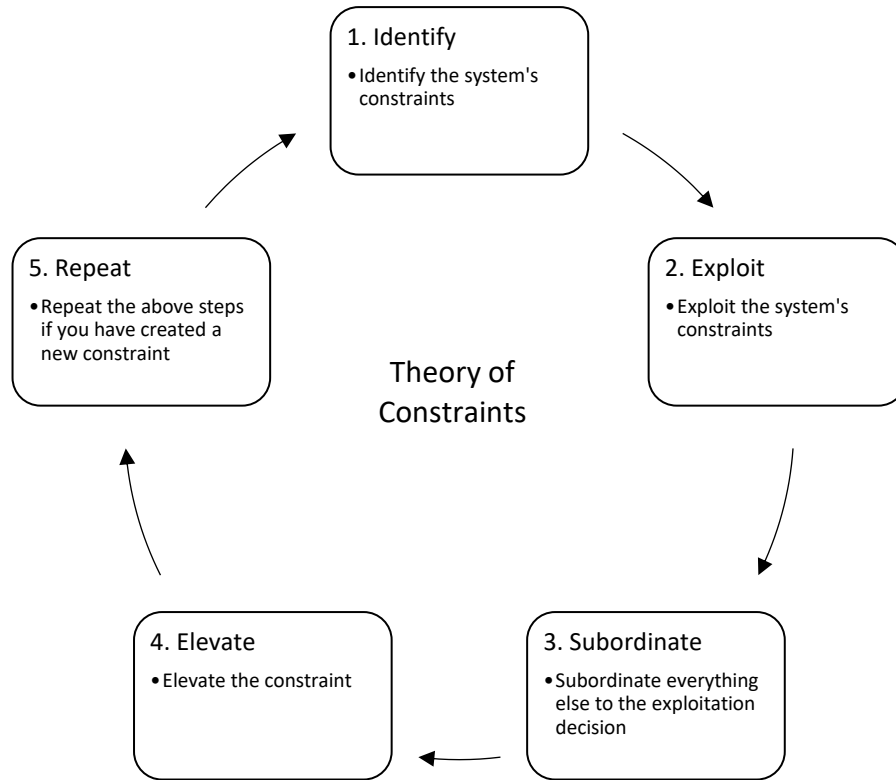 1. Identify
•Identify the system's
constraints
2. Exploit
•Exploit the system's
constraints
3. Subordinate
•Subordinate everything
else to the exploitation
decision
4. Elevate
•Elevate the constraint
5. Repeat
•Repeat the above steps
if you have created a
new constraint
Theory of
Constraints